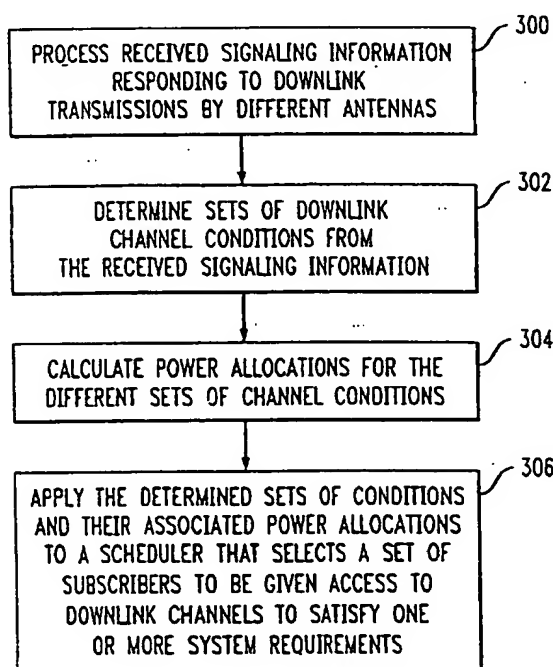 300
PROCESS RECEIVED SIGNALING INFORMATION
RESPONDING TO DOWNLINK
TRANSMISSIONS BY DIFFERENT ANTENNAS
302
DETERMINE SETS OF DOWNLINK
CHANNEL CONDITIONS FROM
THE RECEIVED SIGNALING INFORMATION
304
CALCULATE POWER ALLOCATIONS FOR THE
DIFFERENT SETS OF CHANNEL CONDITIONS
306
APPLY THE DETERMINED SETS OF CONDITIONS
AND THEIR ASSOCIATED POWER ALLOCATIONS
TO A SCHEDULER THAT SELECTS A SET OF
SUBSCRIBERS TO BE GIVEN ACCESS TO
DOWNLINK CHANNELS TO SATISFY ONE
OR MORE SYSTEM REQUIREMENTS